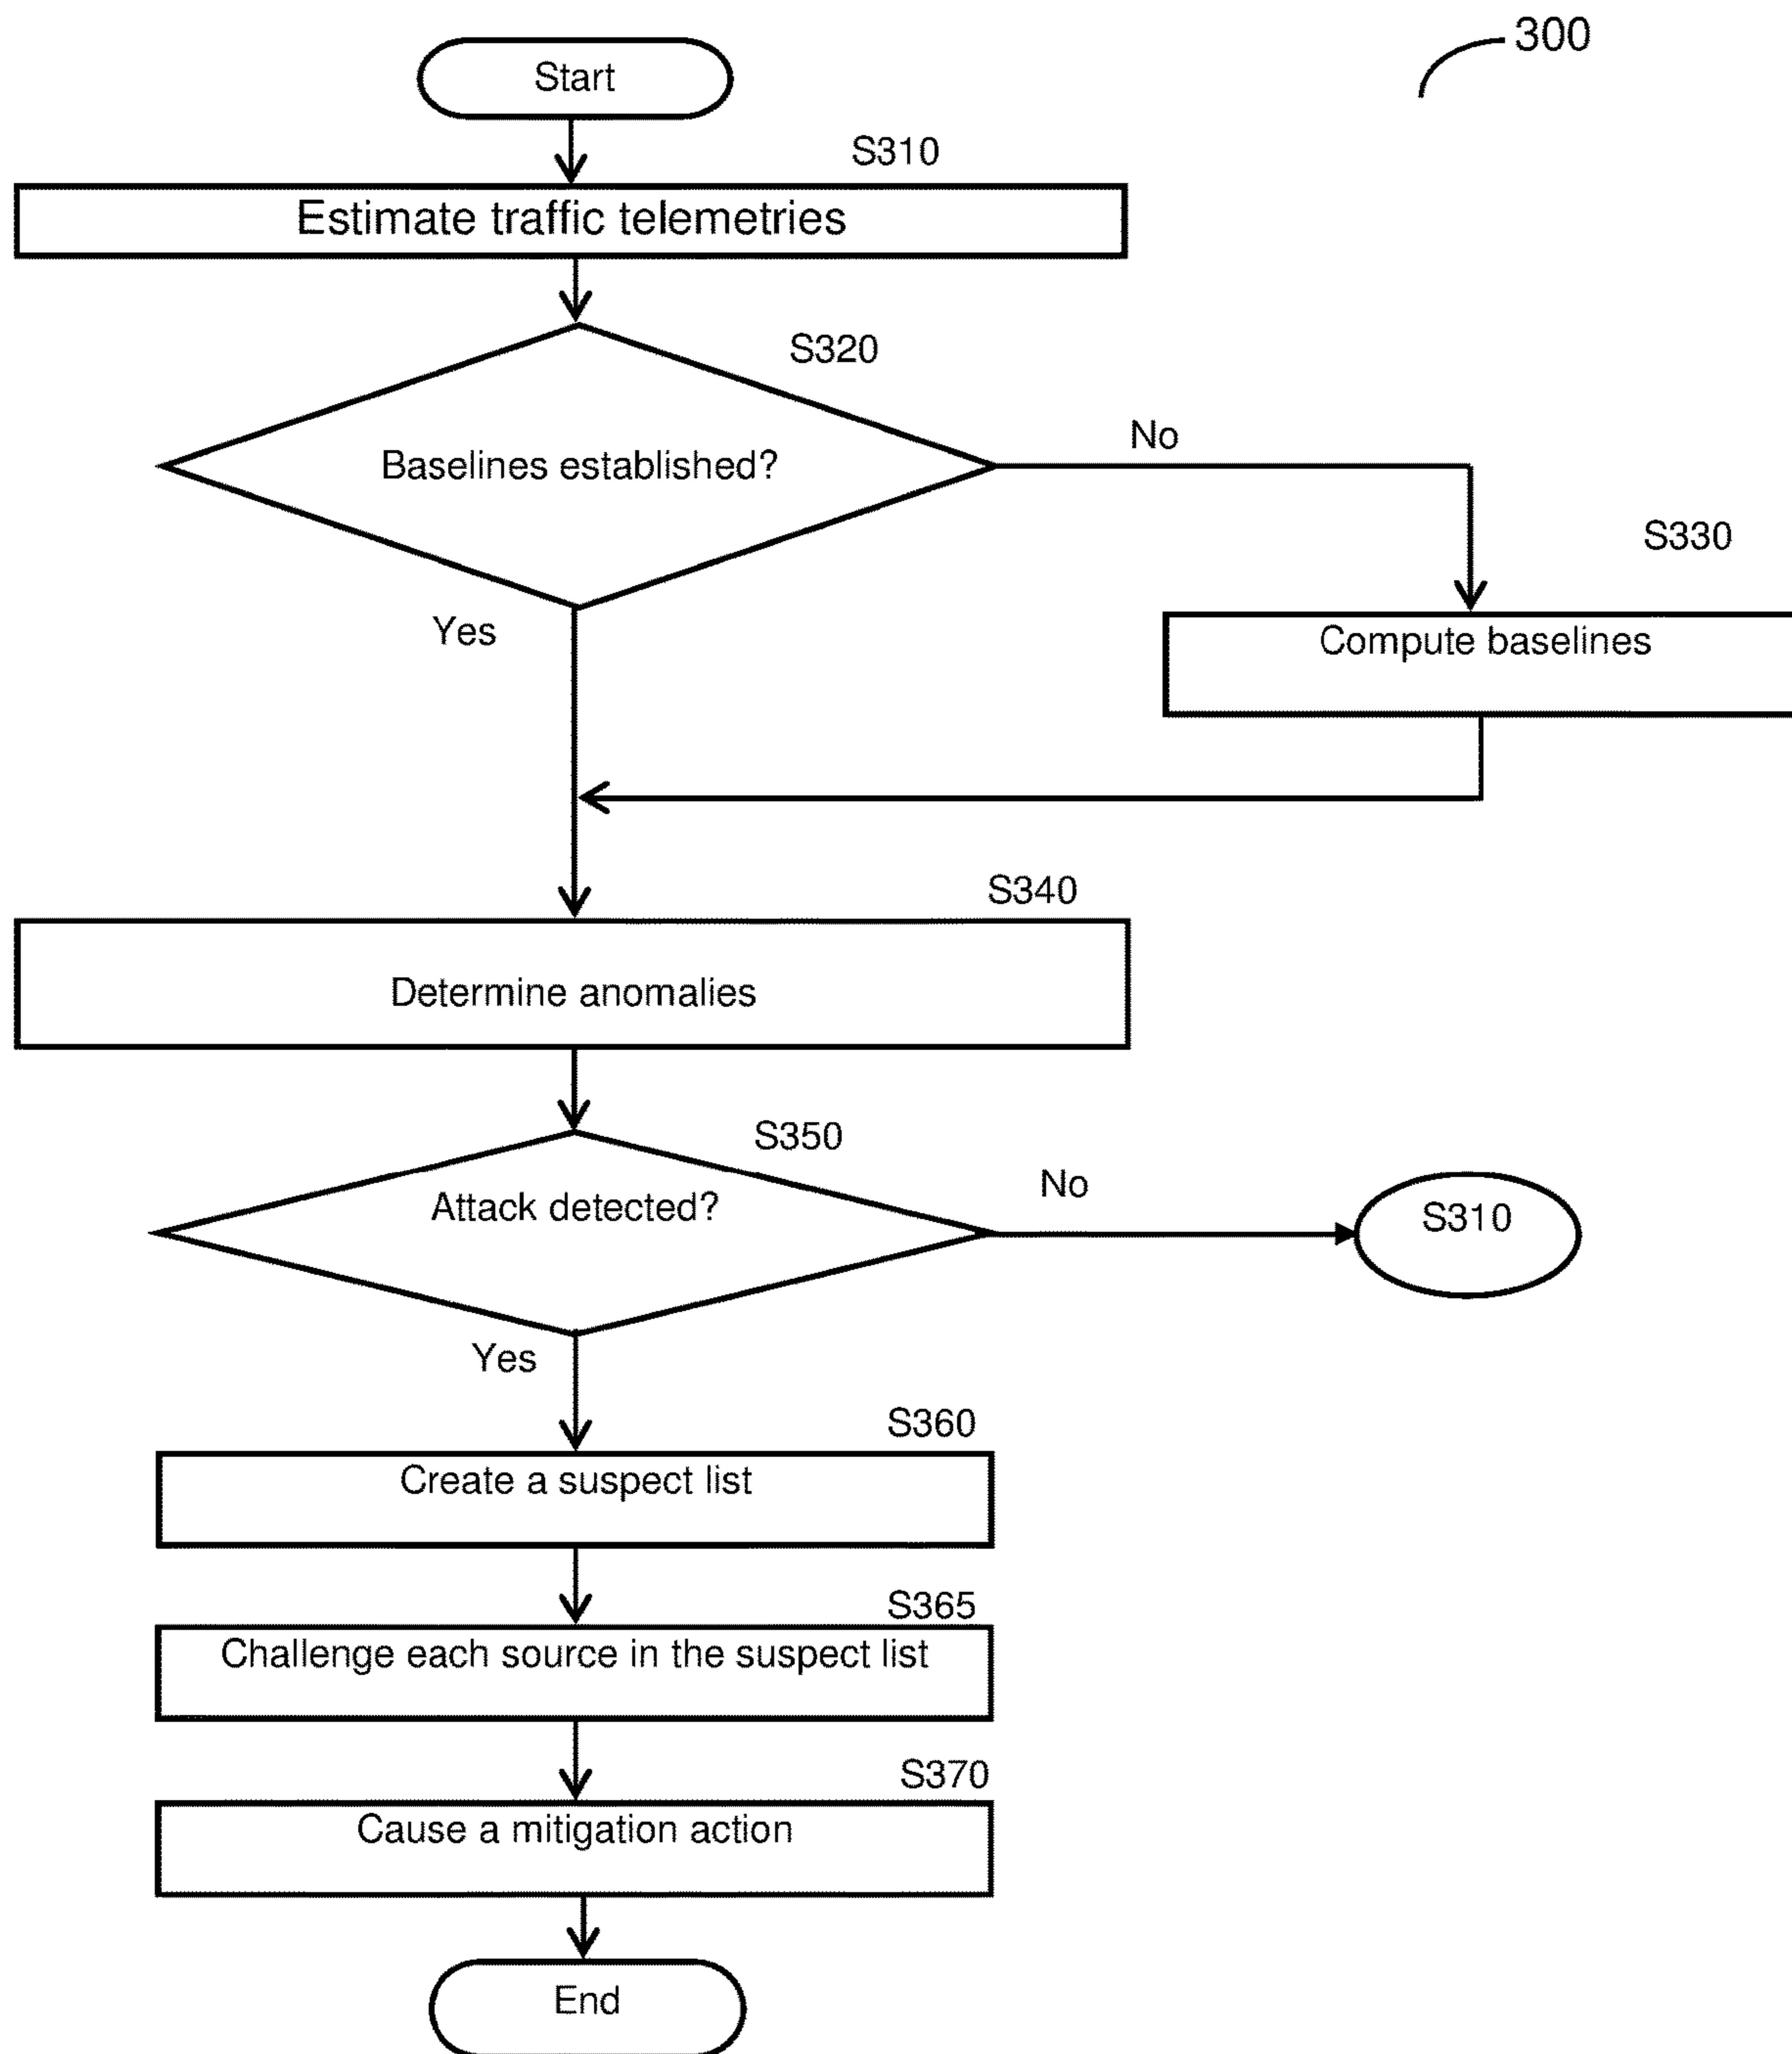 300
Start
S310
Estimate traffic telemetries
S320
Baselines established?
No
S330
Yes
Compute baselines
S340
Determine anomalies
S350
Attack detected?
No
S310
Yes
S360
Create a suspect list
S365
Challenge each source in the suspect list
S370
Cause a mitigation action
End